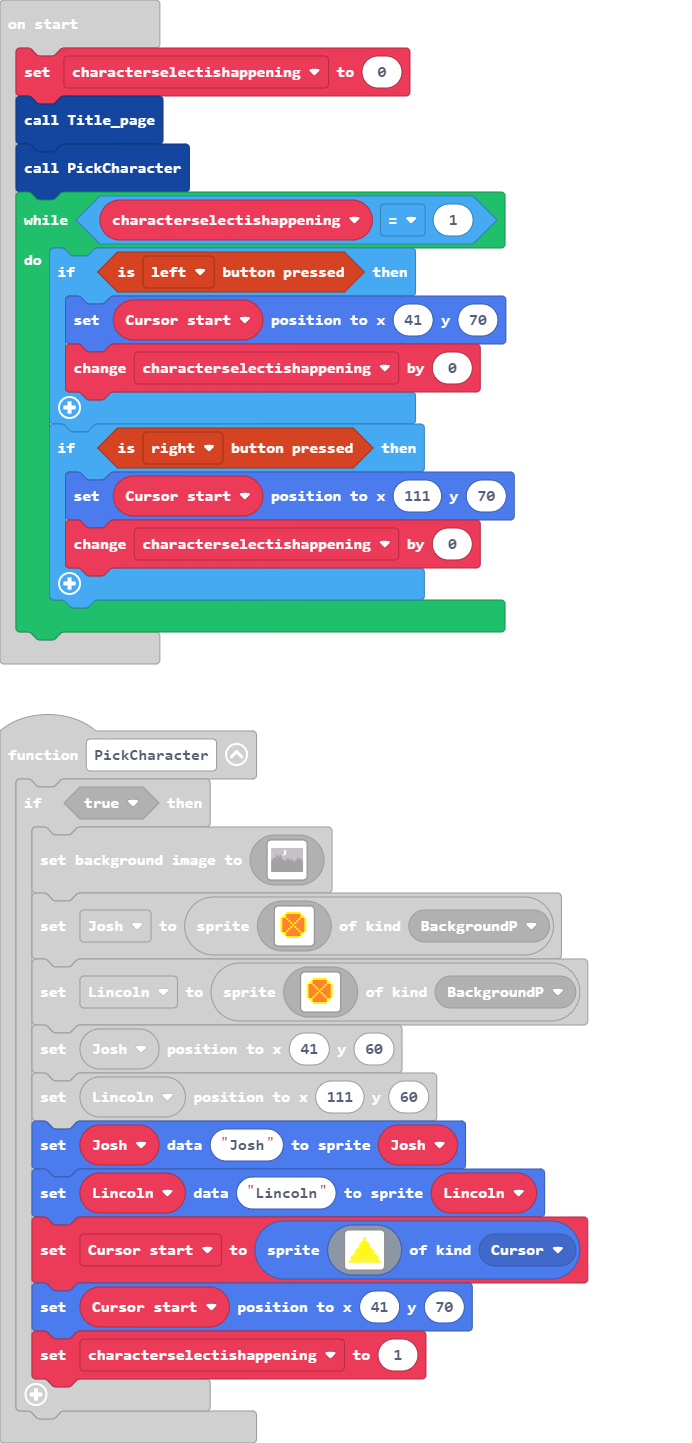 on start
set characterselectishappening to 0
call Title_page
call PickCharacter
while characterselectishappening = 1
do
if is left button pressed then
set Cursor start position to x 41 y 70
change characterselectishappening by 0
if is right button pressed then
set Cursor start position to x 111 y 70
change characterselectishappening by 0
function PickCharacter
if true then
set background image to
set Josh to sprite of kind BackgroundP
set Lincoln to sprite of kind BackgroundP
set Josh position to x 41 y 60
set Lincoln position to x 111 y 60
set Josh data "Josh" to sprite Josh
set Lincoln data "Lincoln" to sprite Lincoln
set Cursor start to sprite of kind Cursor
set Cursor start position to x 41 y 70
set characterselectishappening to 1